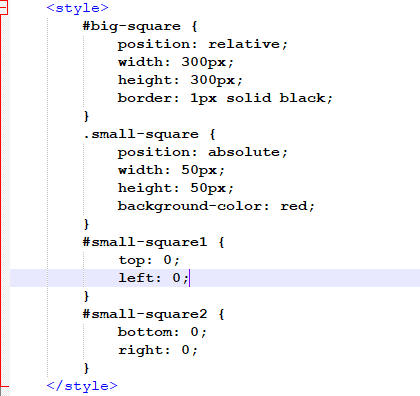 <style>
#big-square {
position: relative;
width: 300px;
height: 300px;
border: 1px solid black;
}
.small-square {
position: absolute;
width: 50px;
height: 50px;
background-color: red;
}
#small-square1 {
top: 0;
left: 0;
}
#small-square2 {
bottom: 0;
right: 0;
}
</style>